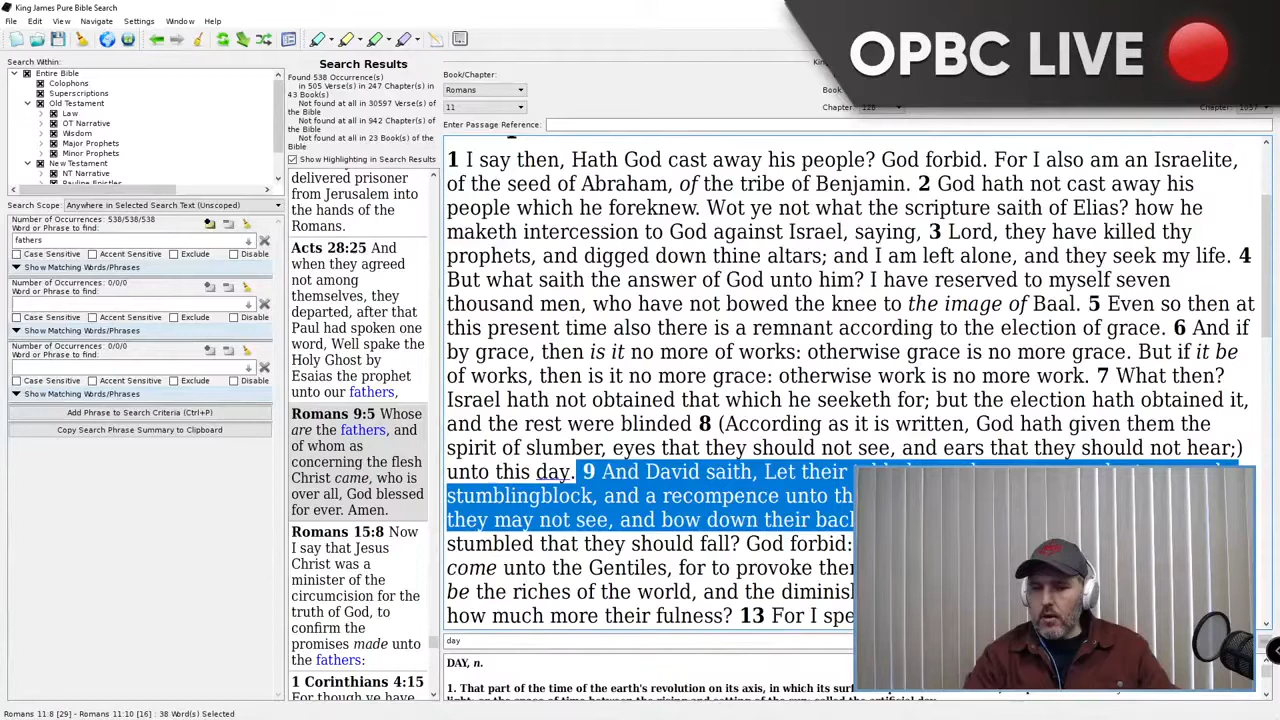 King James Pure Bible Search
File Edit View Navigate Settings Window Help
OPBC LIVE
Search Within:
Entire Bible
Colophons
Superscriptions
Old Testament
Law
OT Narrative
Wisdom
Major Prophets
Minor Prophets
New Testament
NT Narrative
Search Scope: Anywhere in Selected Search Text (Unscoped)
Number of Occurrences: 538/538/538
Word or Phrase to find:
fathers
Case Sensitive Accent Sensitive Exclude Disable
Show Matching Words/Phrases
Number of Occurrences: 0/0/0
Word or Phrase to find:
Case Sensitive Accent Sensitive Exclude Disable
Show Matching Words/Phrases
Number of Occurrences: 0/0/0
Word or Phrase to find:
Case Sensitive Accent Sensitive Exclude Disable
Show Matching Words/Phrases
Add Phrase to Search Criteria (Ctrl+P)
Copy Search Phrase Summary to Clipboard
Search Results
Found 538 Occurrence(s)
in 505 Verse(s) in 247 Chapter(s) in
43 Book(s)
Not found at all in 30597 Verse(s) of
the Bible
Not found at all in 942 Chapter(s) of
the Bible
Not found at all in 23 Book(s) of the
Bible
Show Highlighting in Search Results
delivered prisoner
from Jerusalem into
the hands of the
Romans.
Acts 28:25 And
when they agreed
not among
themselves, they
departed, after that
Paul had spoken one
word, Well spake the
Holy Ghost by
Esaias the prophet
unto our fathers,
Romans 9:5 Whose
are the fathers, and
of whom as
concerning the flesh
Christ came, who is
over all, God blessed
for ever. Amen.
Romans 15:8 Now
I say that Jesus
Christ was a
minister of the
circumcision for the
truth of God, to
confirm the
promises made unto
the fathers:
1 Corinthians 4:15
For though ye have
Book/Chapter:
Romans
11
Book
Chapter:
Enter Passage Reference:
1 I say then, Hath God cast away his people? God forbid. For I also am an Israelite,
of the seed of Abraham, of the tribe of Benjamin. 2 God hath not cast away his
people which he foreknew. Wot ye not what the scripture saith of Elias? how he
maketh intercession to God against Israel, saying, 3 Lord, they have killed thy
prophets, and digged down thine altars; and I am left alone, and they seek my life. 4
But what saith the answer of God unto him? I have reserved to myself seven
thousand men, who have not bowed the knee to the image of Baal. 5 Even so then at
this present time also there is a remnant according to the election of grace. 6 And if
by grace, then is it no more of works: otherwise grace is no more grace. But if it be
of works, then is it no more grace: otherwise work is no more work. 7 What then?
Israel hath not obtained that which he seeketh for; but the election hath obtained it,
and the rest were blinded 8 (According as it is written, God hath given them the
spirit of slumber, eyes that they should not see, and ears that they should not hear;)
unto this day. 9 And David saith, Let their
stumblingblock, and a recompence unto th
they may not see, and bow down their bac
stumbled that they should fall? God forbid:
come unto the Gentiles, for to provoke the
be the riches of the world, and the diminis
how much more their fulness? 13 For I spe
day
DAY, n.
1. That part of the time of the earth's revolution on its axis, in which its
Romans 11:8 [29] - Romans 11:10 [16] : 38 Word(s) Selected